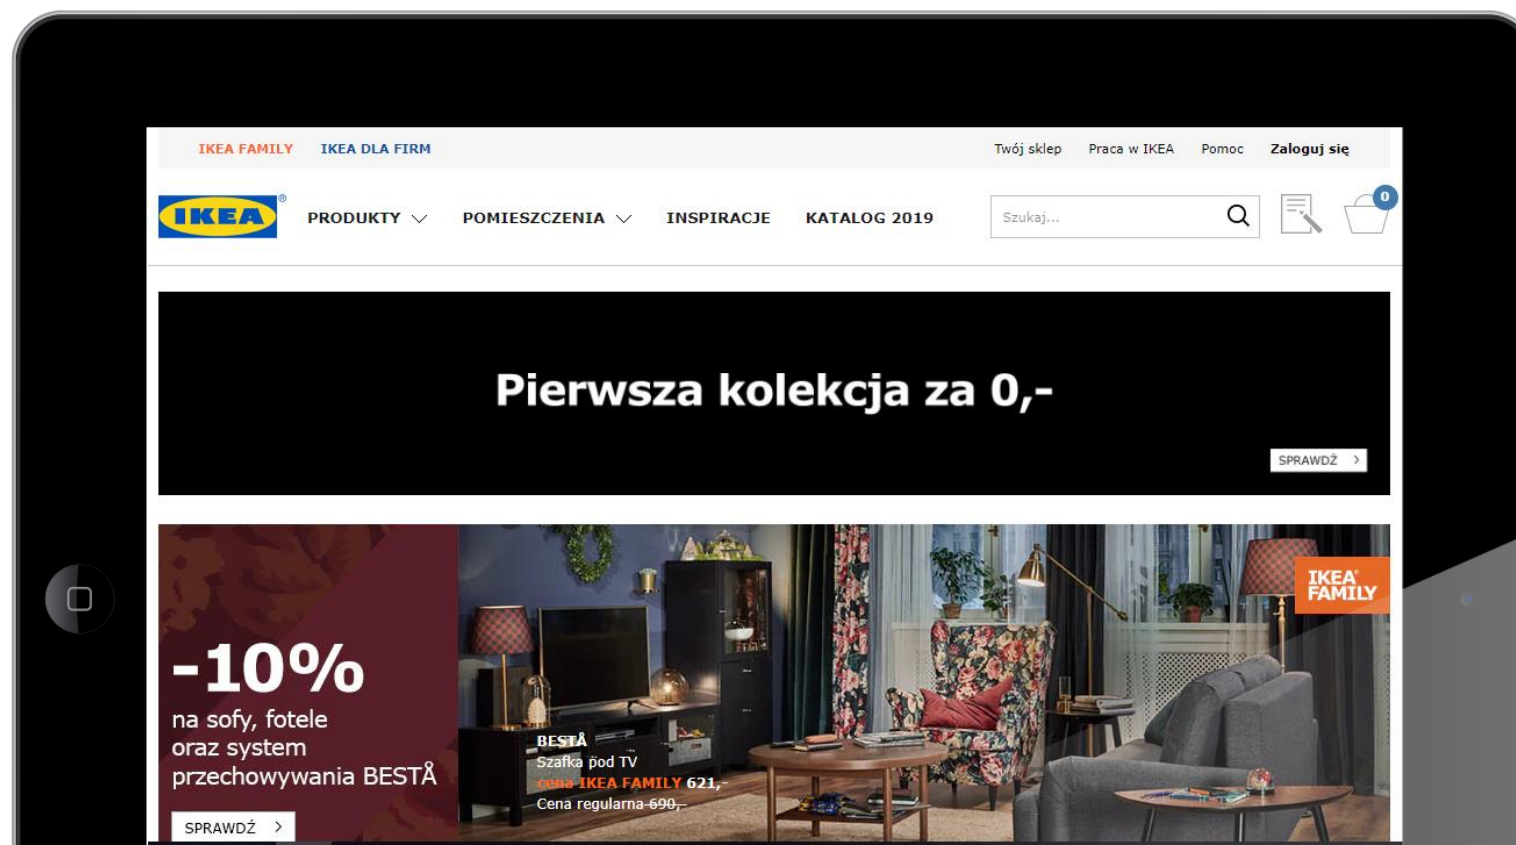 IKEA FAMILY IKEA DLA FIRM Twój sklep Praca w IKEA Pomoc Zaloguj się
IKEA® PRODUKTY POMIESZCZENIA INSPIRACJE KATALOG 2019 Szukaj... 0
Pierwsza kolekcja za 0,-
SPRAWDŹ >
IKEA
FAMILY
-10%
na sofy, fotele
oraz system
przechowywania BESTÅ
SPRAWDŹ >
BESTÅ
Szafka pod TV
cena IKEA FAMILY 621,-
Cena regularna 690,-